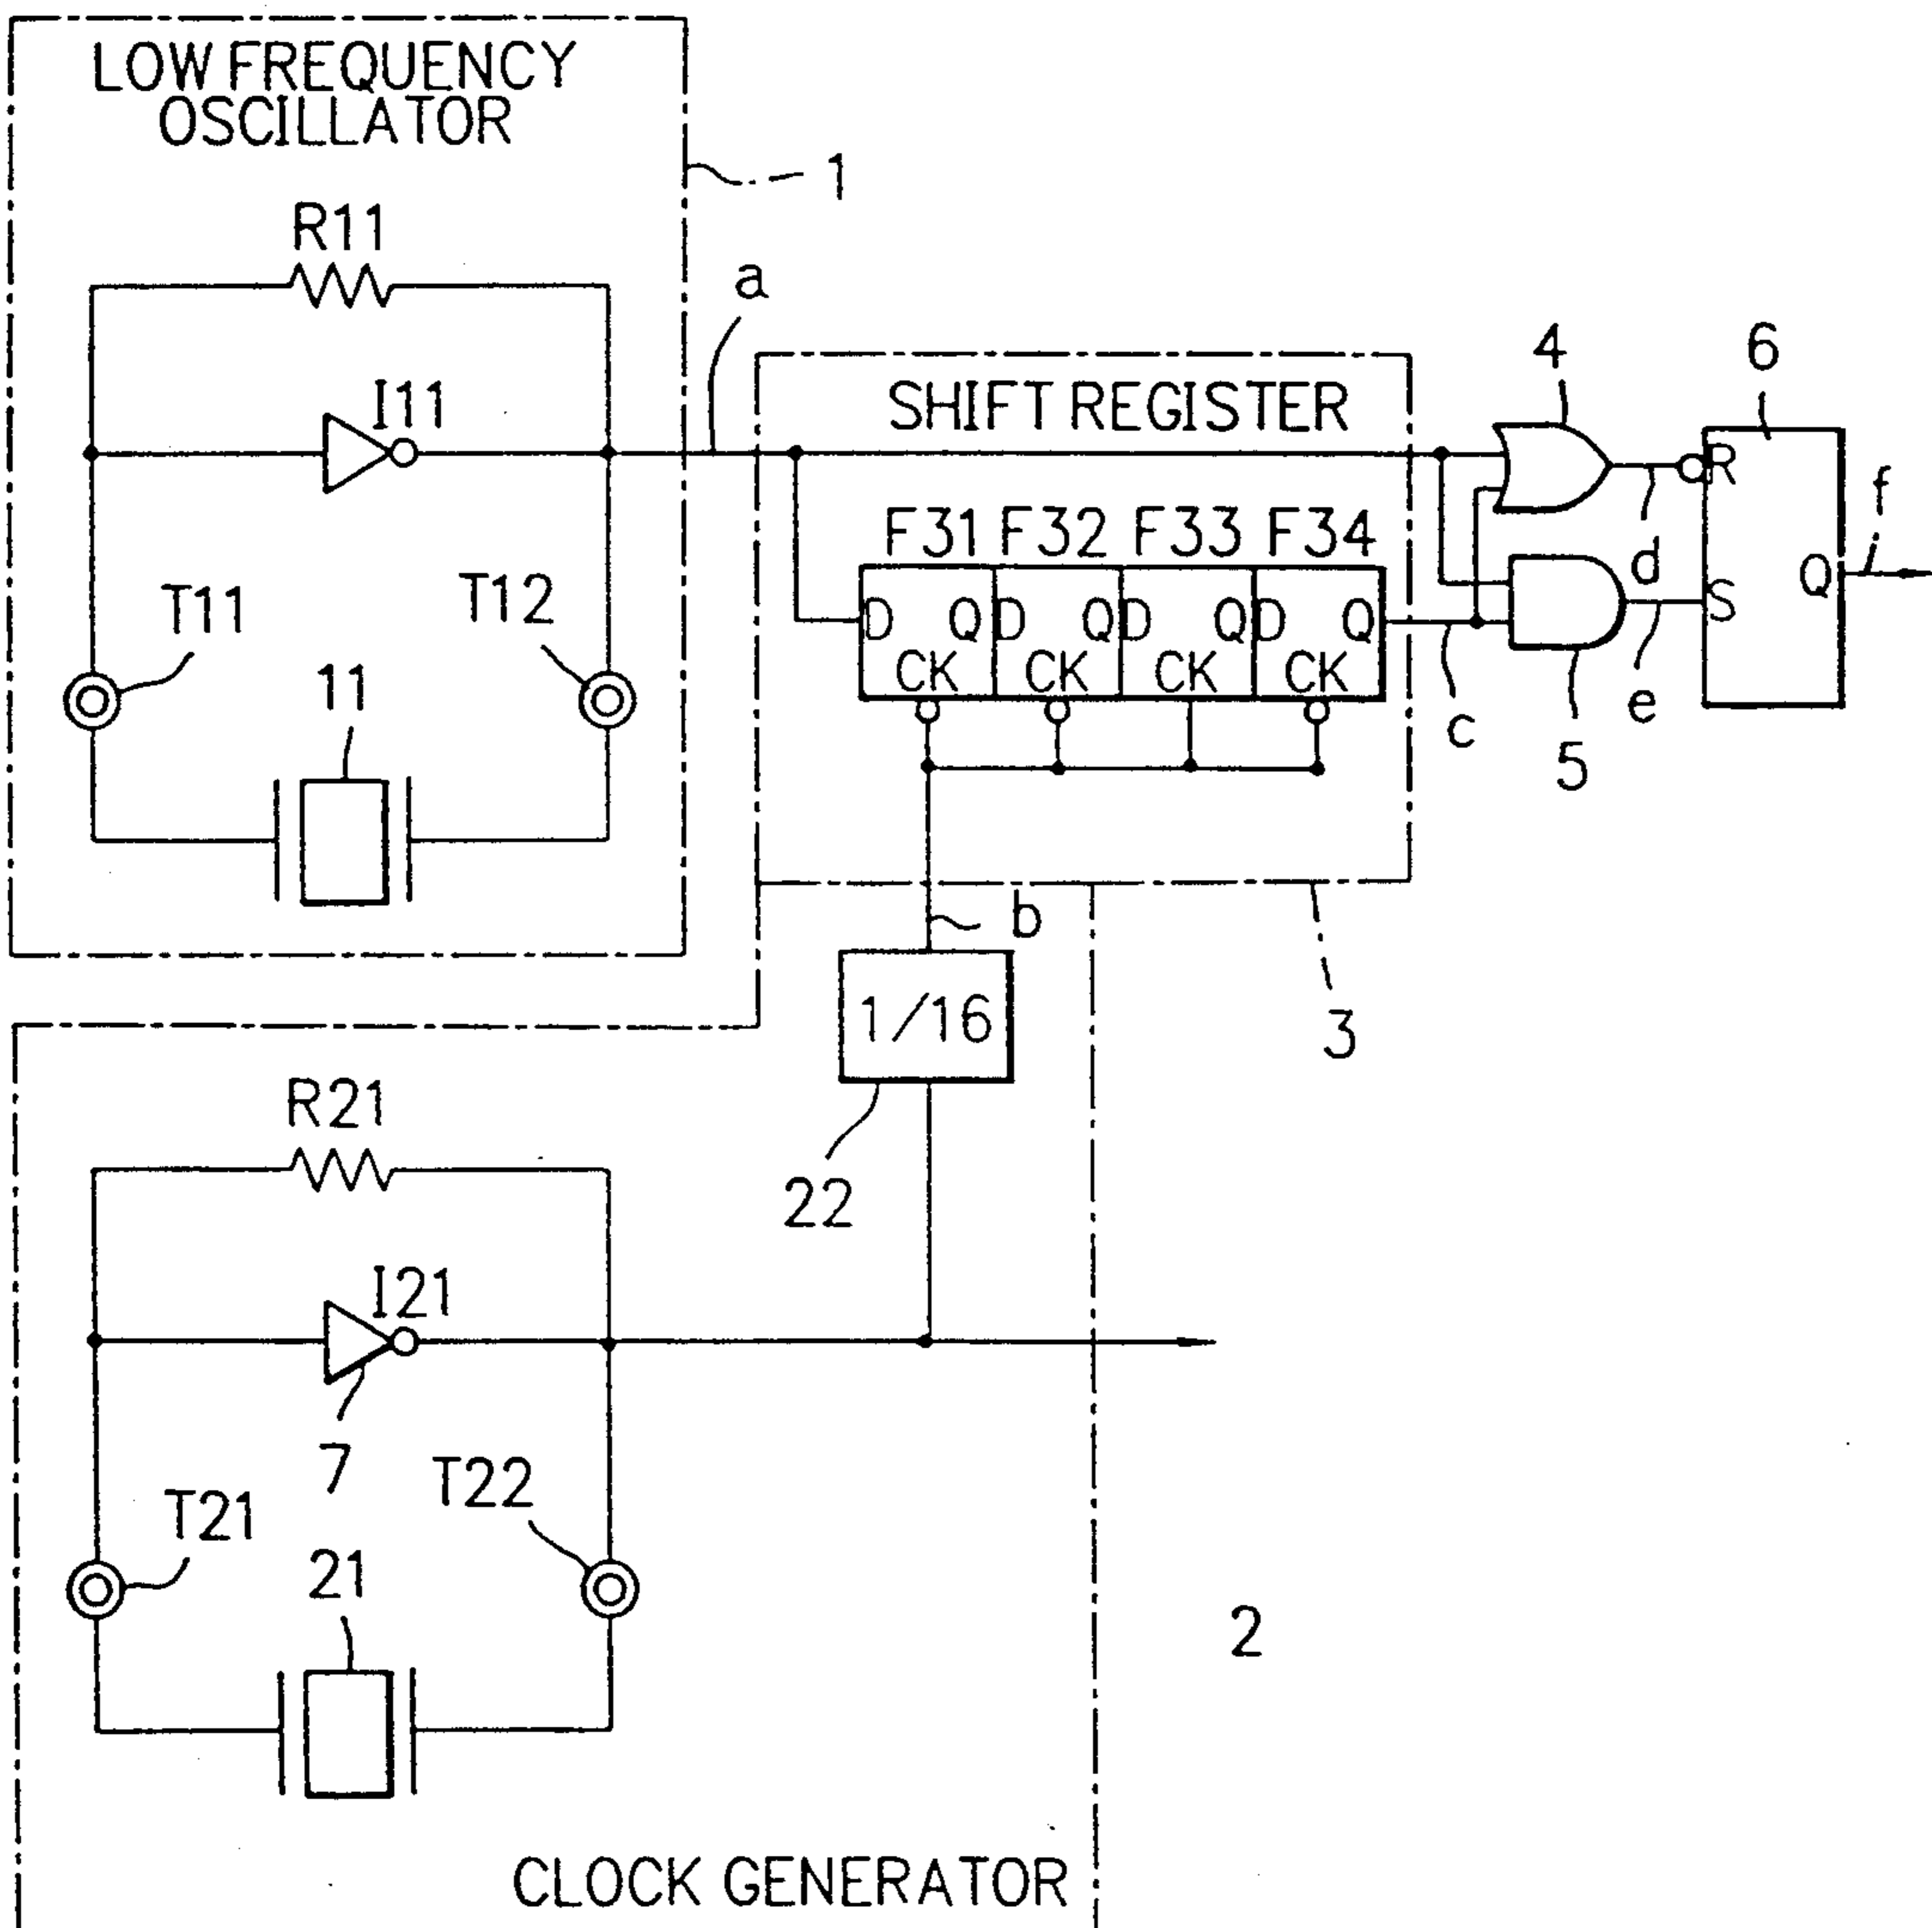 LOW FREQUENCY
OSCILLATOR
1
R11
a
I11
T11
T12
11
SHIFT REGISTER
4
6
F31 F32 F33 F34
D Q D Q D Q D Q
CK CK CK CK
R
S
Q
f
d
e
c
5
b
3
1/16
22
R21
I21
7
T21
T22
21
2
CLOCK GENERATOR